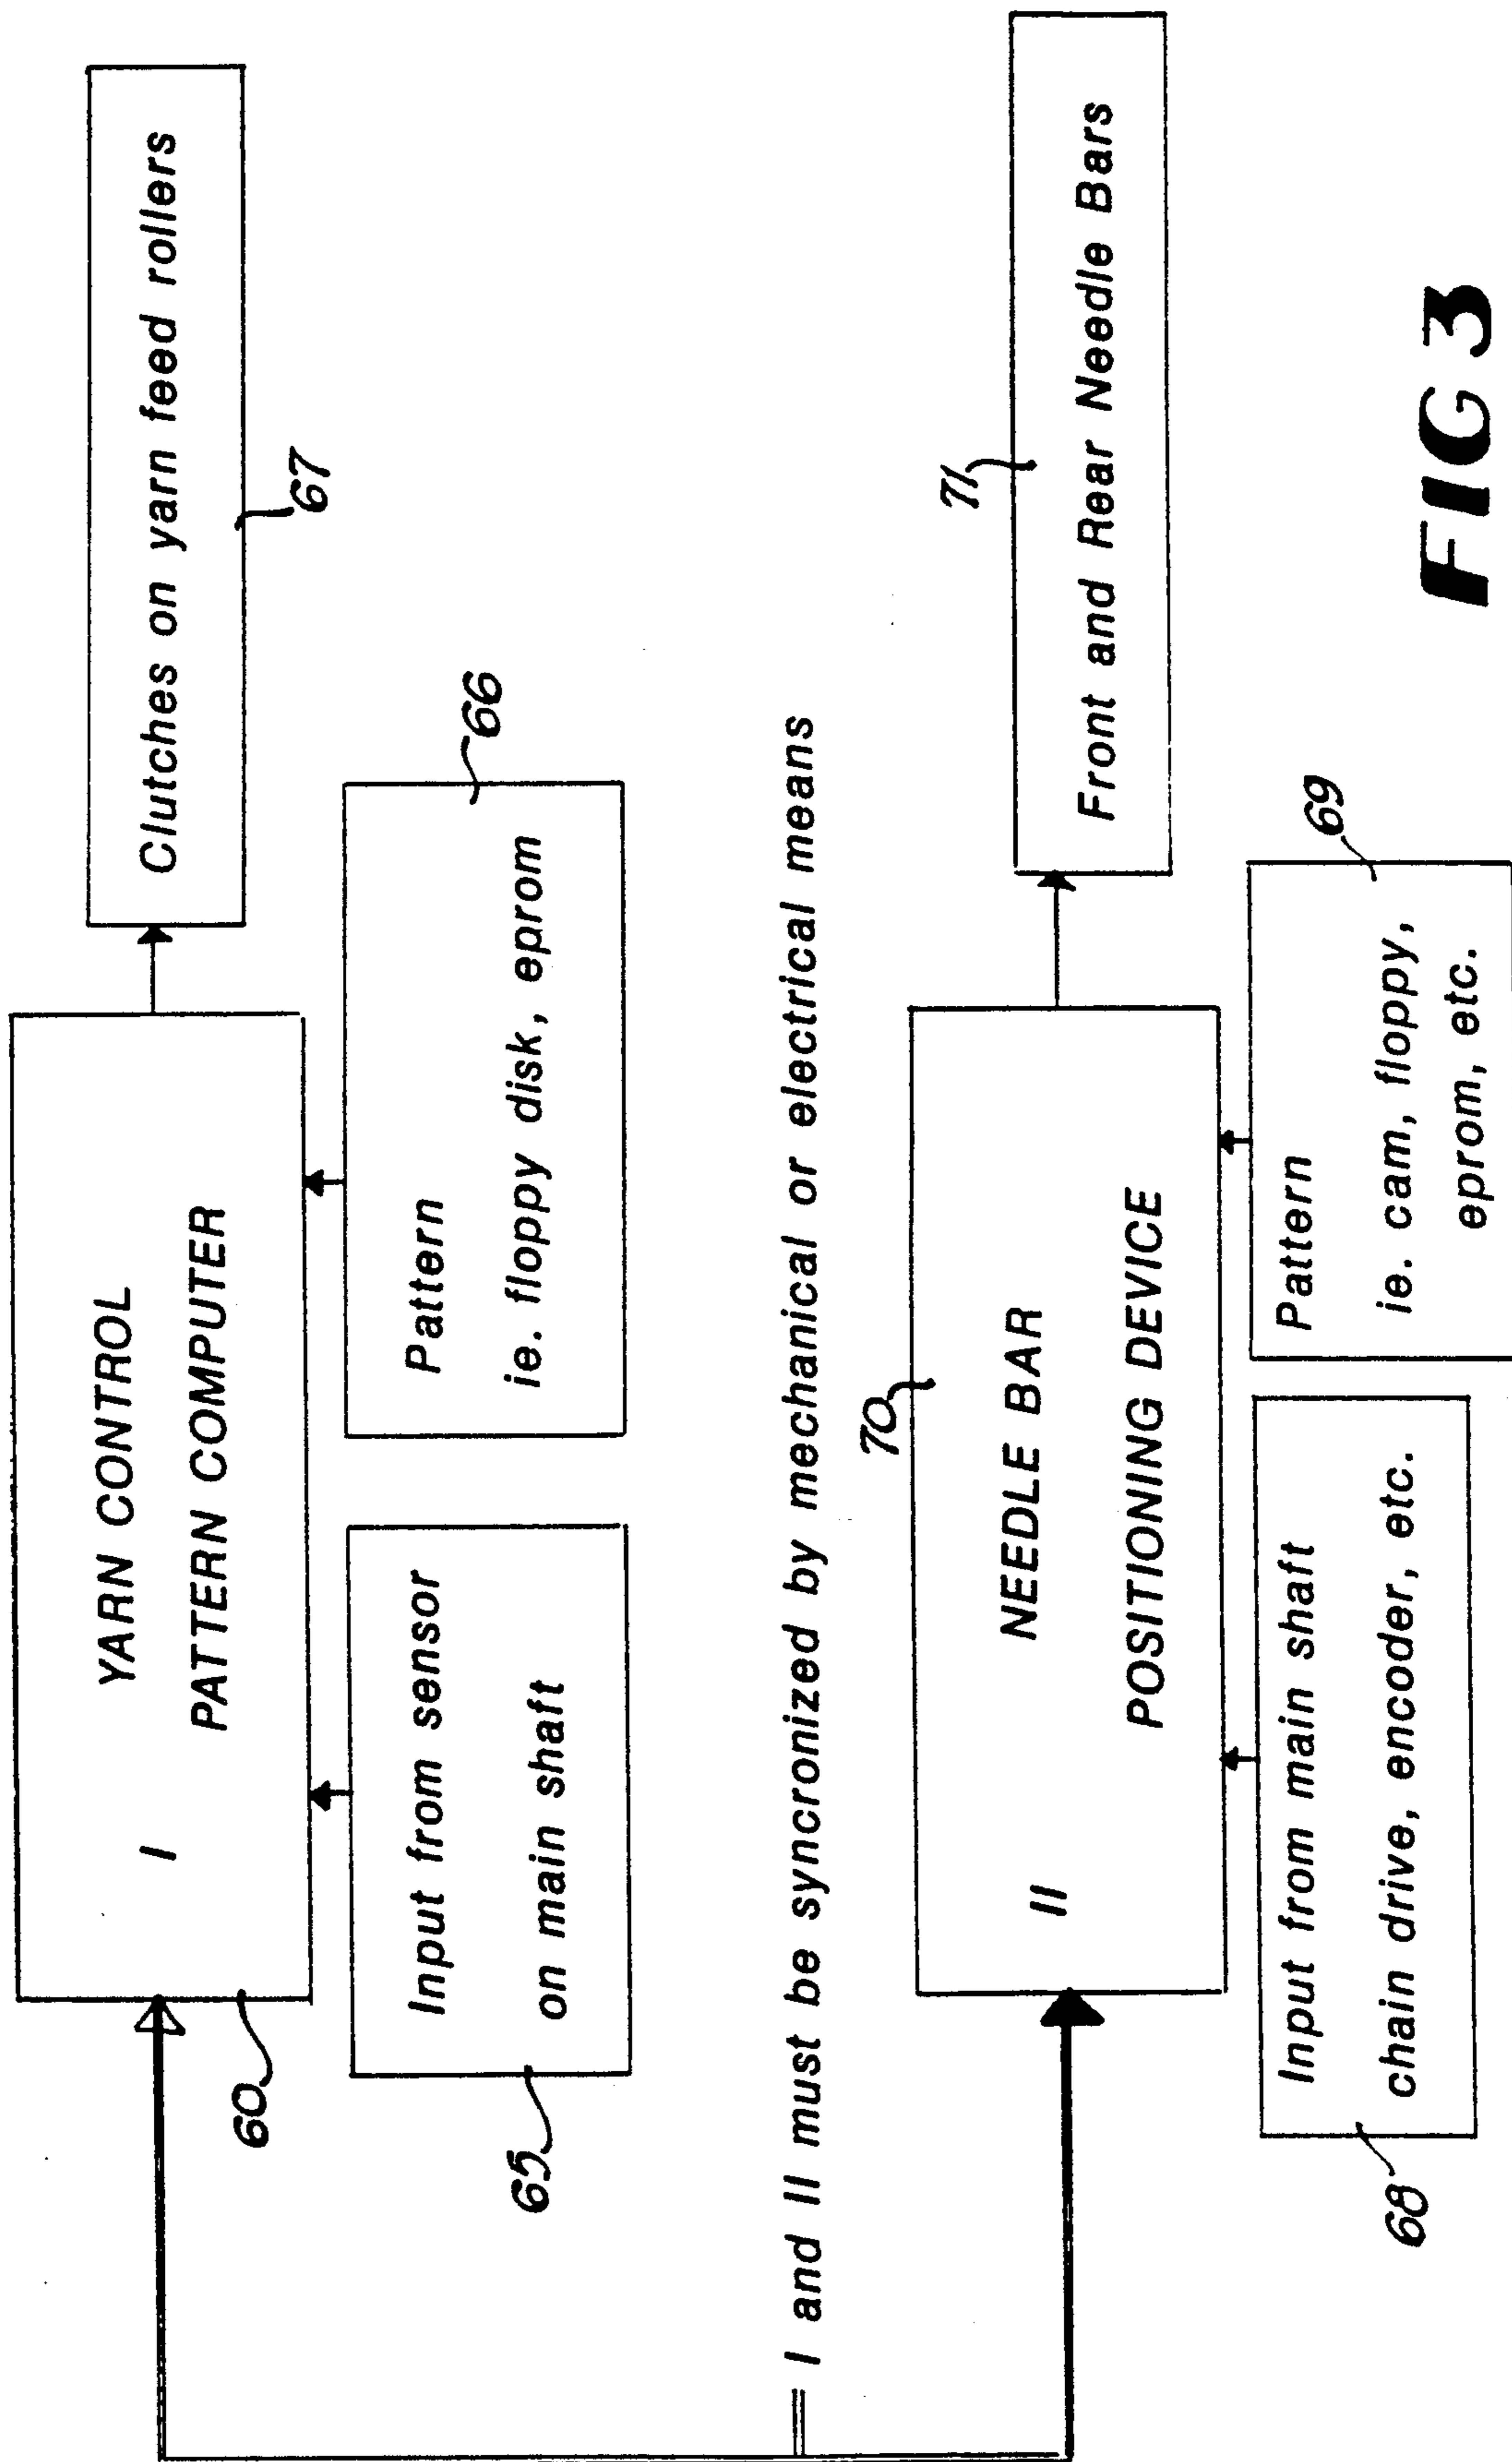 YARN CONTROL
I PATTERN COMPUTER
60
Clutches on yarn feed rollers
67
Input from sensor
on main shaft
65
Pattern
ie. floppy disk, eprom
66
I and II must be syncronized by mechanical or electrical means
70
NEEDLE BAR
II
POSITIONING DEVICE
71
Front and Rear Needle Bars
Input from main shaft
chain drive, encoder, etc.
68
Pattern
ie. cam, floppy,
eprom, etc.
69
FIG 3